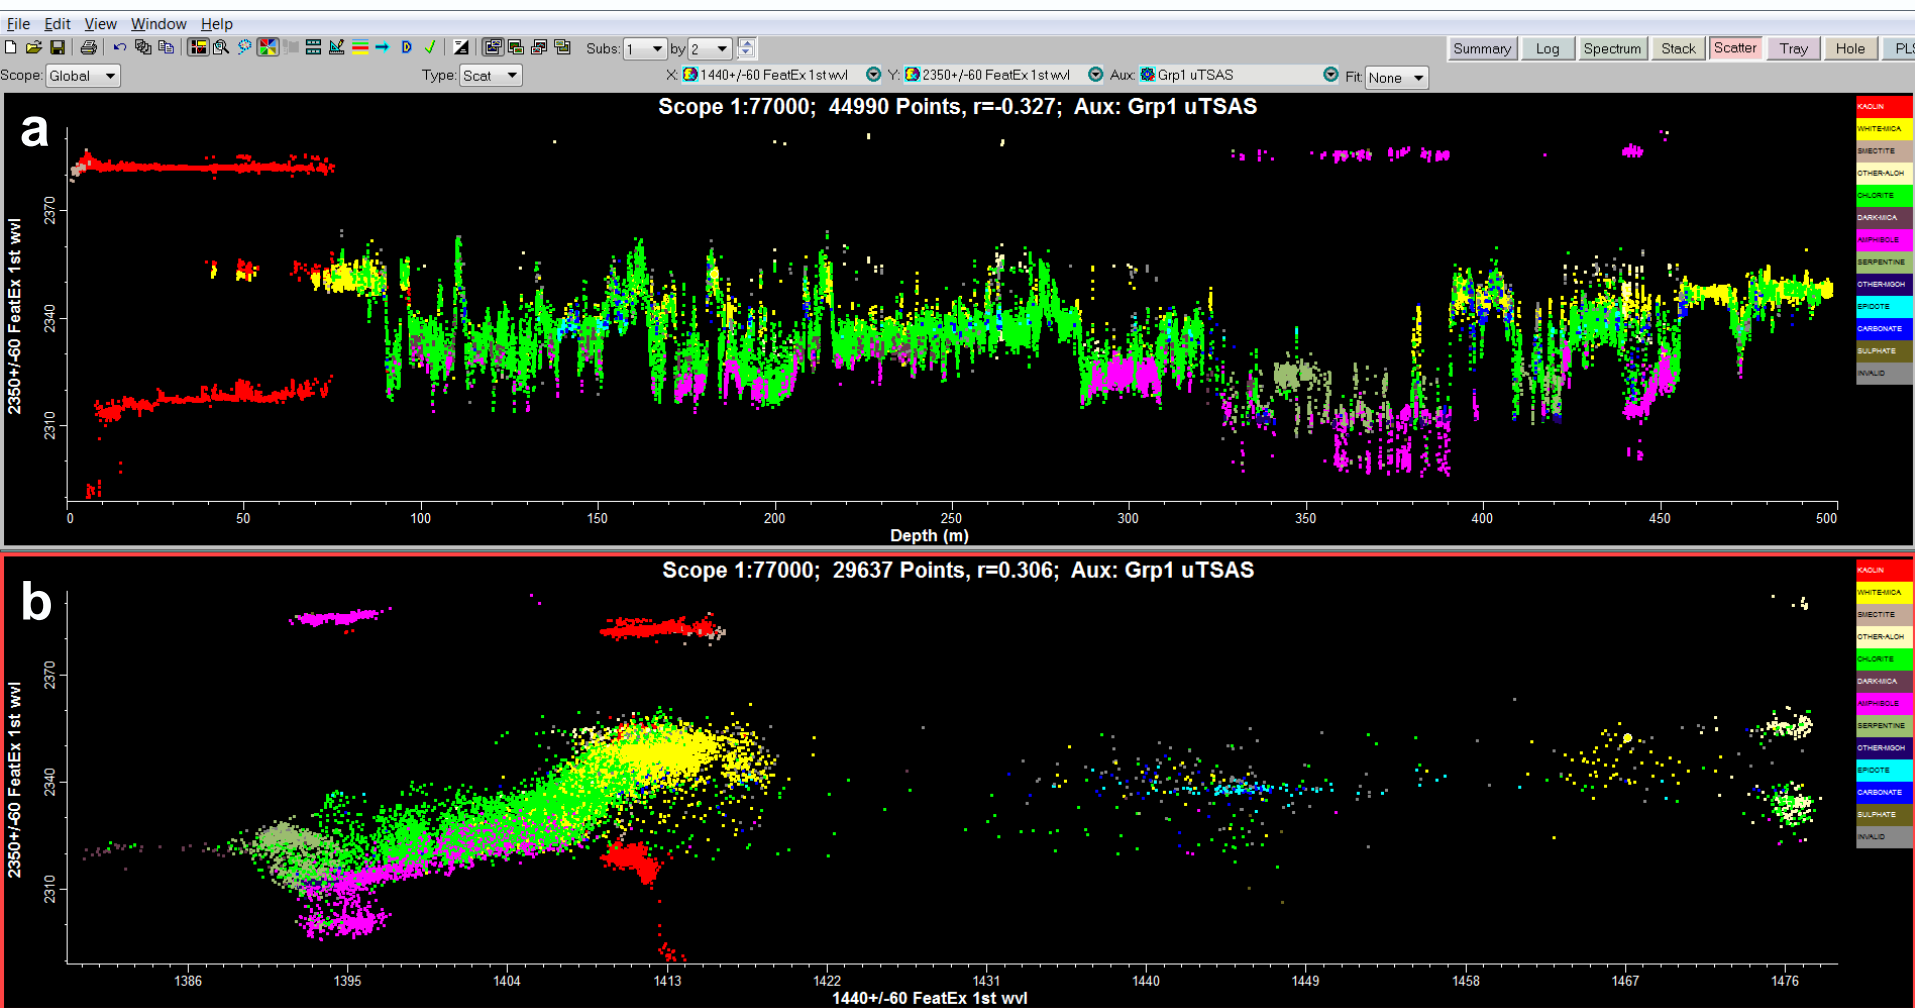 File Edit View Window Help
Subs: 1 by 2
Summary Log Spectrum Stack Scatter Tray Hole PLS
Scope: Global Type: Scat X: 1440+/-60 FeatEx 1st wvl Y: 2350+/-60 FeatEx 1st wvl Aux: Grp1 uTSAS Fit: None
a
Scope 1:77000; 44990 Points, r=-0.327; Aux: Grp1 uTSAS
2350+/-60 FeatEx 1st wvl
2370
2340
2310
0 50 100 150 200 250 300 350 400 450 500
Depth (m)
KAOLIN
WHITE-MICA
SMECTITE
OTHER-ALOH
CHLORITE
DARK-MICA
AMPHIBOLE
SERPENTINE
OTHER-MGOH
EPIDOTE
CARBONATE
SULPHATE
INVALID
b
Scope 1:77000; 29637 Points, r=0.306; Aux: Grp1 uTSAS
2350+/-60 FeatEx 1st wvl
2370
2340
2310
1386 1395 1404 1413 1422 1431 1440 1449 1458 1467 1476
1440+/-60 FeatEx 1st wvl
KAOLIN
WHITE-MICA
SMECTITE
OTHER-ALOH
CHLORITE
DARK-MICA
AMPHIBOLE
SERPENTINE
OTHER-MGOH
EPIDOTE
CARBONATE
SULPHATE
INVALID